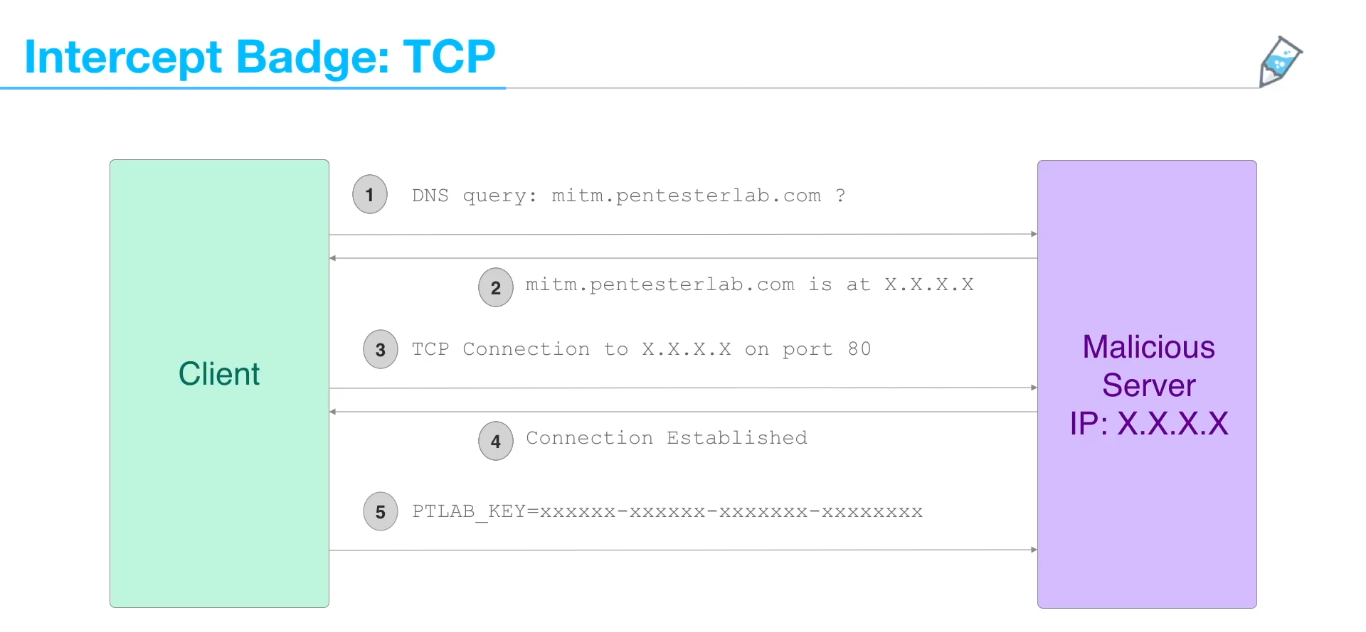 Intercept Badge: TCP
1 DNS query: mitm.pentesterlab.com ?
2 mitm.pentesterlab.com is at X.X.X.X
3 TCP Connection to X.X.X.X on port 80
Client
Malicious
Server
IP: X.X.X.X
4 Connection Established
5 PTLAB_KEY=xxxxxx-xxxxxx-xxxxxxx-xxxxxxxx